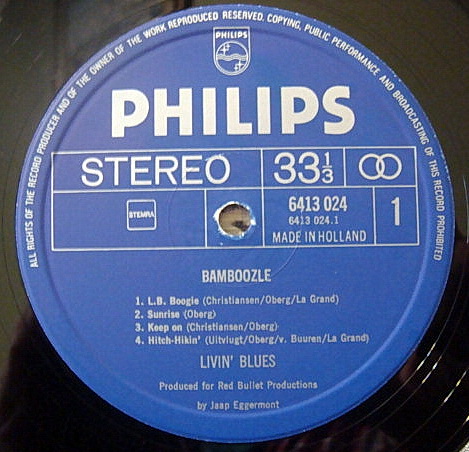 ALL RIGHTS OF THE RECORD PRODUCER AND OF THE OWNER OF THE WORK REPRODUCED RESERVED. COPYING, PUBLIC PERFORMANCE AND BROADCASTING OF THIS RECORD PROHIBITED
PHILIPS
PHILIPS
STEREO 33⅓
STEMRA
6413 024
6413 024.1
1
MADE IN HOLLAND
BAMBOOZLE
1. L.B. Boogie (Christiansen/Oberg/La Grand)
2. Sunrise (Oberg)
3. Keep on (Christiansen/Oberg)
4. Hitch-Hikin' (Uitvlugt/Oberg/v. Buuren/La Grand)
LIVIN' BLUES
Produced for Red Bullet Productions
by Jaap Eggermont